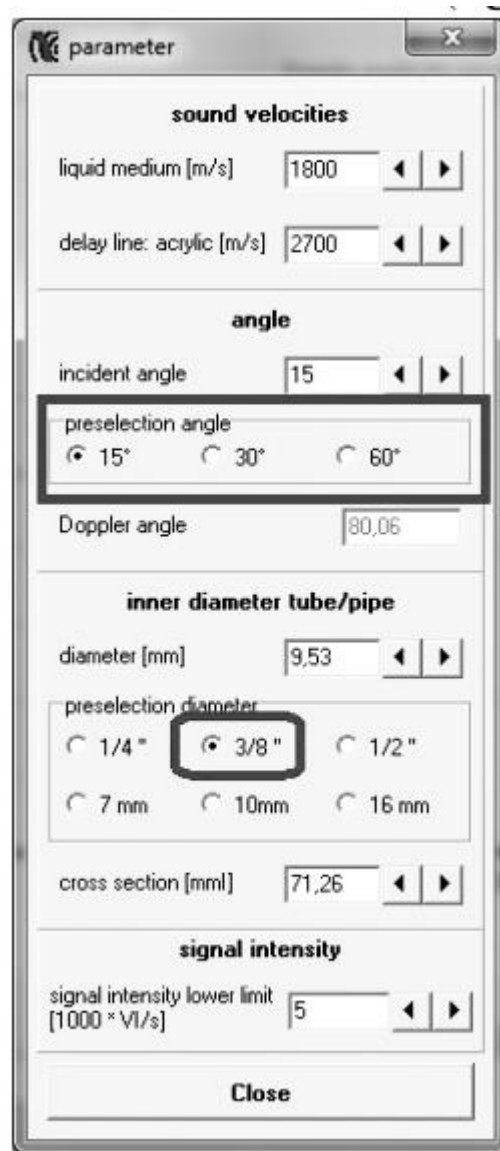 parameter
sound velocities
liquid medium [m/s] 1800
delay line: acrylic [m/s] 2700
angle
incident angle 15
preselection angle
15° 30° 60°
Doppler angle 80,06
inner diameter tube/pipe
diameter [mm] 9,53
preselection diameter
1/4 " 3/8 " 1/2 "
7 mm 10mm 16 mm
cross section [mml] 71,26
signal intensity
signal intensity lower limit
[1000 * VI/s] 5
Close